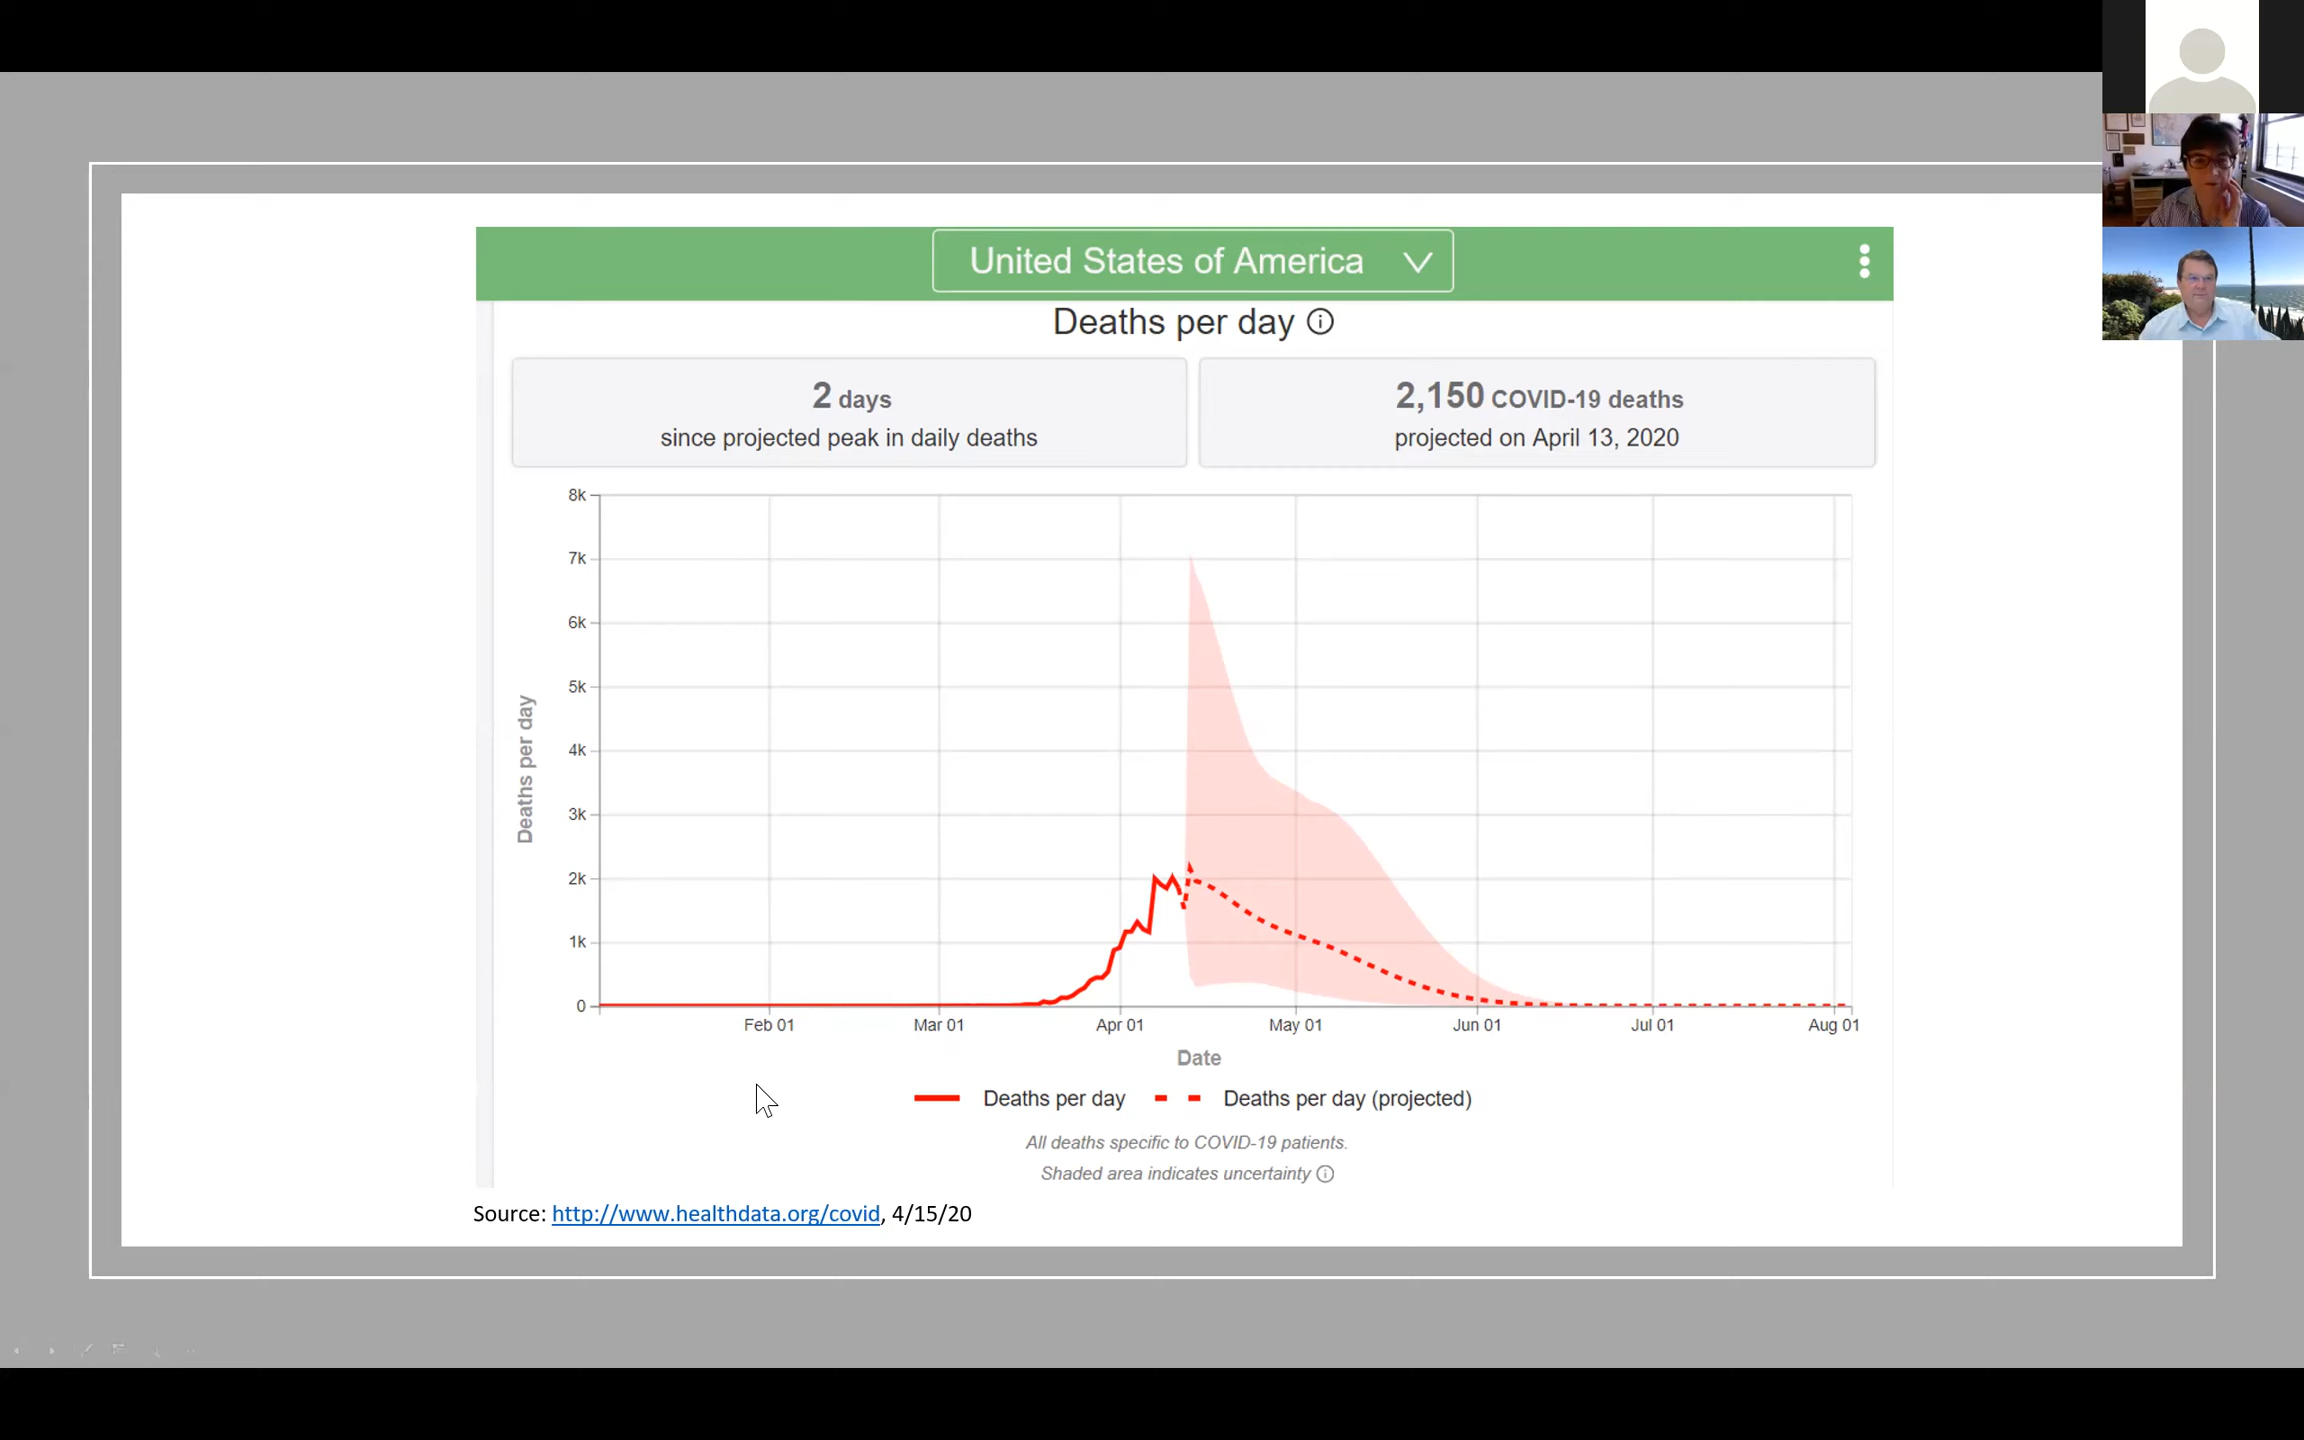 United States of America
Deaths per day
2 days
since projected peak in daily deaths
2,150 COVID-19 deaths
projected on April 13, 2020
8k
7k
6k
5k
4k
3k
2k
1k
0
Deaths per day
Feb 01
Mar 01
Apr 01
May 01
Jun 01
Jul 01
Aug 01
Date
Deaths per day
Deaths per day (projected)
All deaths specific to COVID-19 patients.
Shaded area indicates uncertainty
Source: http://www.healthdata.org/covid, 4/15/20